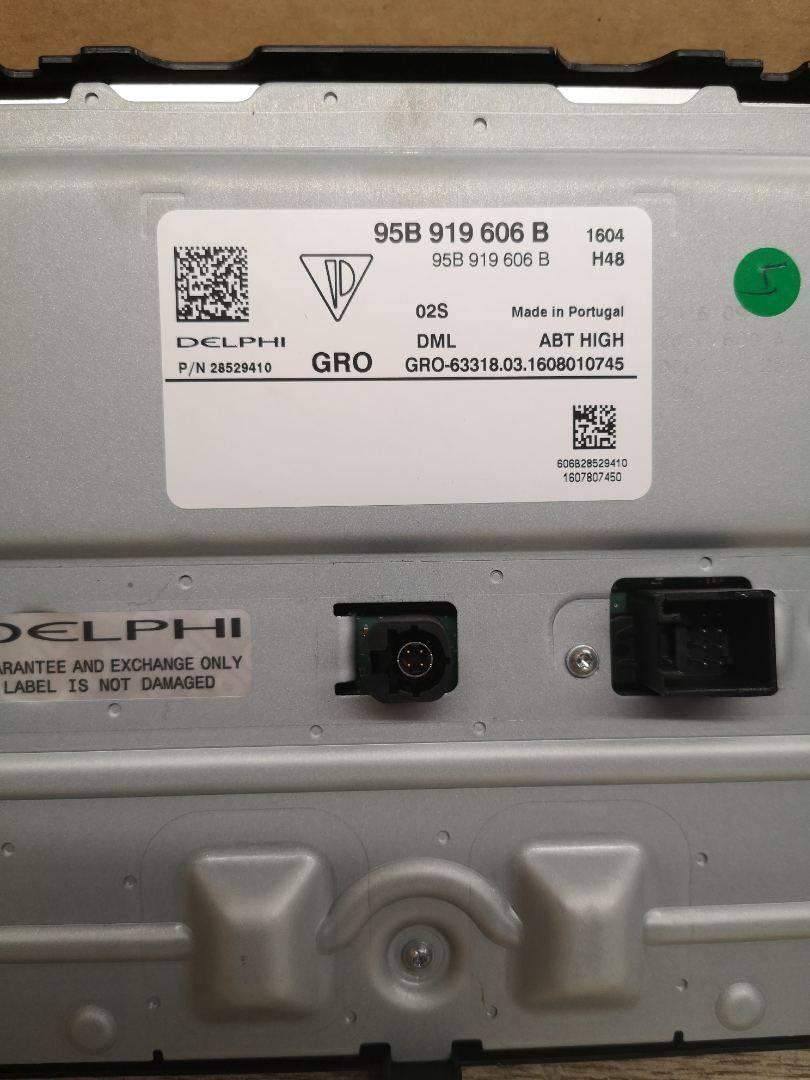 95B 919 606 B 1604
95B 919 606 B H48
02S Made in Portugal
DELPHI DML ABT HIGH
P/N 28529410 GRO GRO-63318.03.1608010745
606B28529410
1607807450
DELPHI
ARANTEE AND EXCHANGE ONLY
LABEL IS NOT DAMAGED